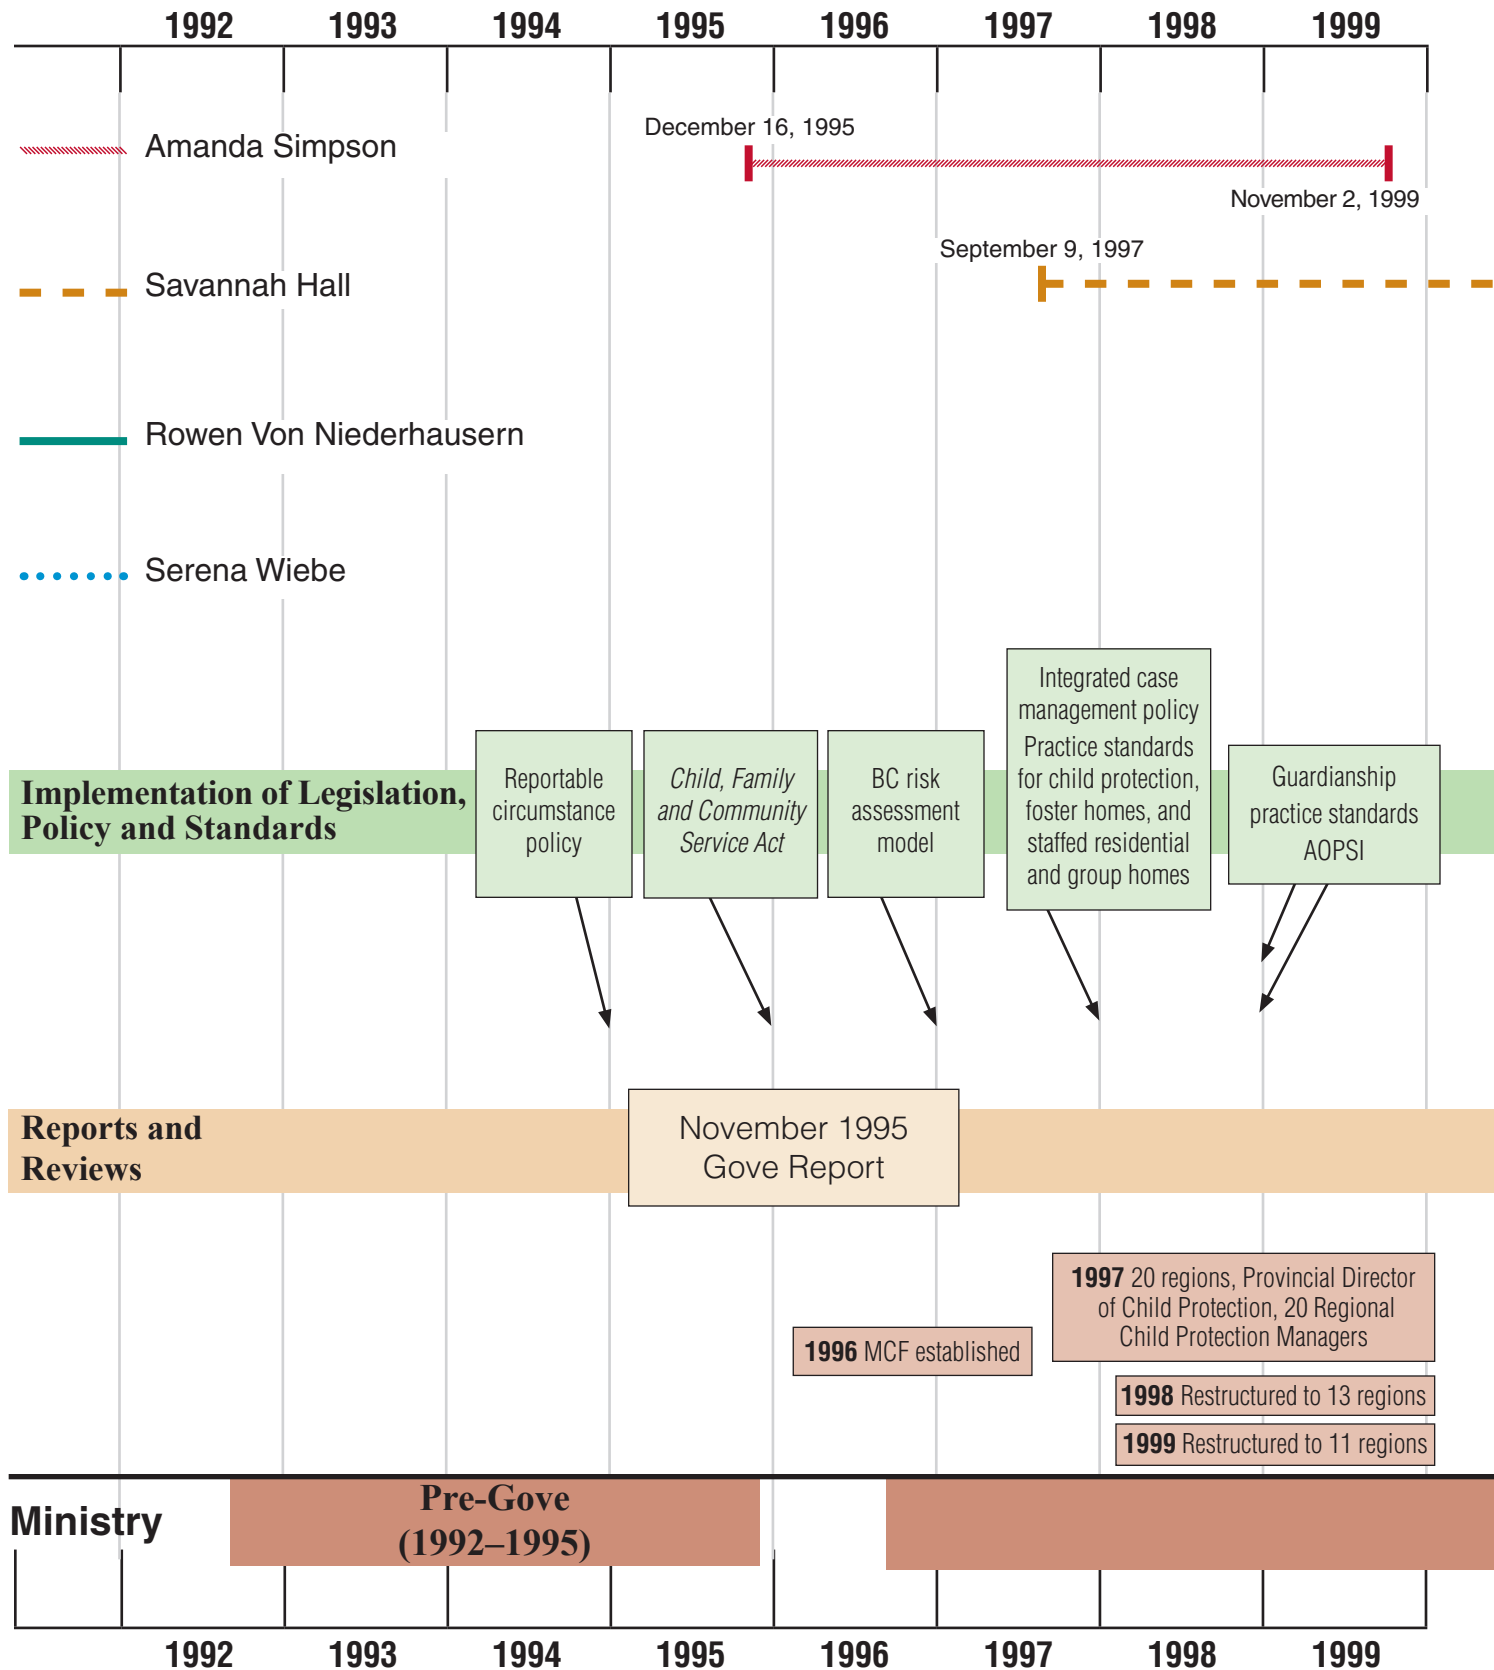 1992 1993 1994 1995 1996 1997 1998 1999
December 16, 1995
Amanda Simpson
November 2, 1999
September 9, 1997
Savannah Hall
Rowen Von Niederhausern
Serena Wiebe
Implementation of Legislation,
Policy and Standards
Reportable
circumstance
policy
Child, Family
and Community
Service Act
BC risk
assessment
model
Integrated case
management policy
Practice standards
for child protection,
foster homes, and
staffed residential
and group homes
Guardianship
practice standards
AOPSI
Reports and
Reviews
November 1995
Gove Report
1997 20 regions, Provincial Director
of Child Protection, 20 Regional
Child Protection Managers
1996 MCF established
1998 Restructured to 13 regions
1999 Restructured to 11 regions
Ministry
Pre-Gove
(1992–1995)
1992 1993 1994 1995 1996 1997 1998 1999